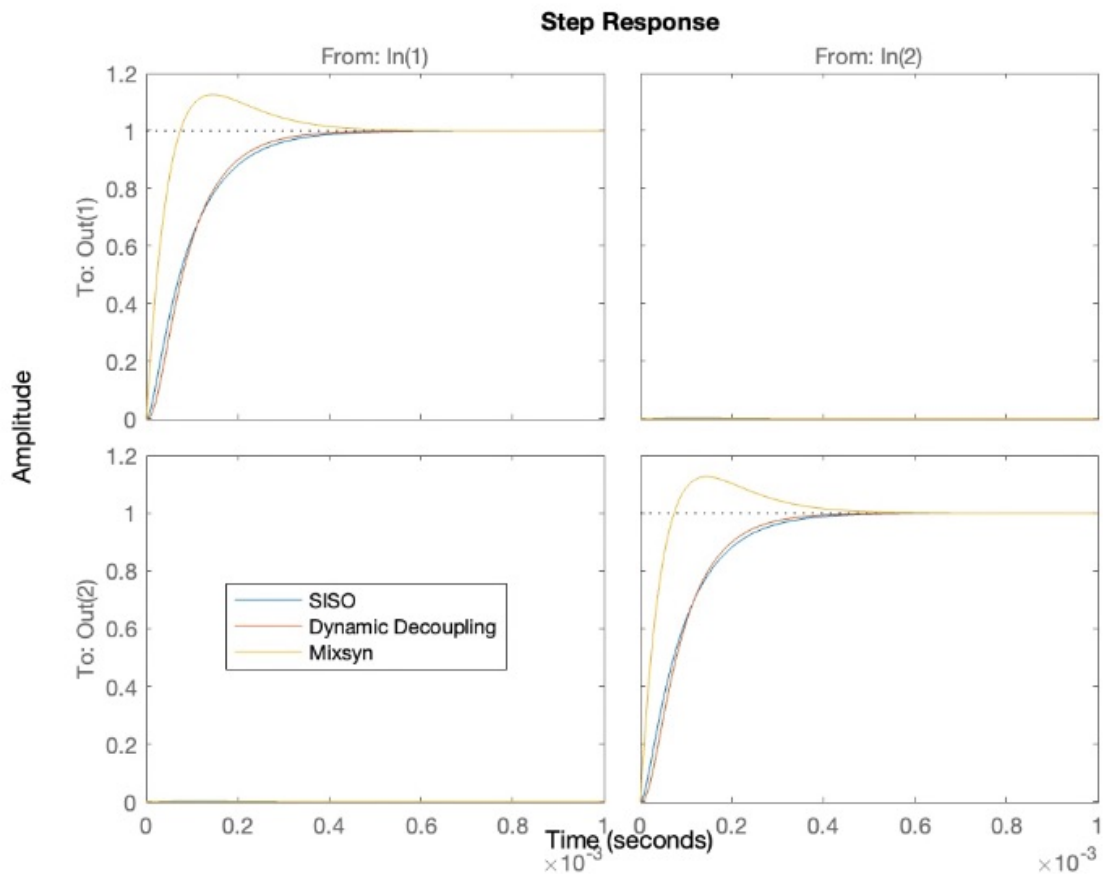 Step Response
From: In(1)
From: In(2)
Amplitude
To: Out(1)
1.2
1
0.8
0.6
0.4
0.2
0
To: Out(2)
1.2
1
0.8
0.6
0.4
0.2
0
SISO
Dynamic Decoupling
Mixsyn
0 0.2 0.4 0.6 0.8 1
0 0.2 0.4 0.6 0.8 1
Time (seconds)
×10-3
×10-3